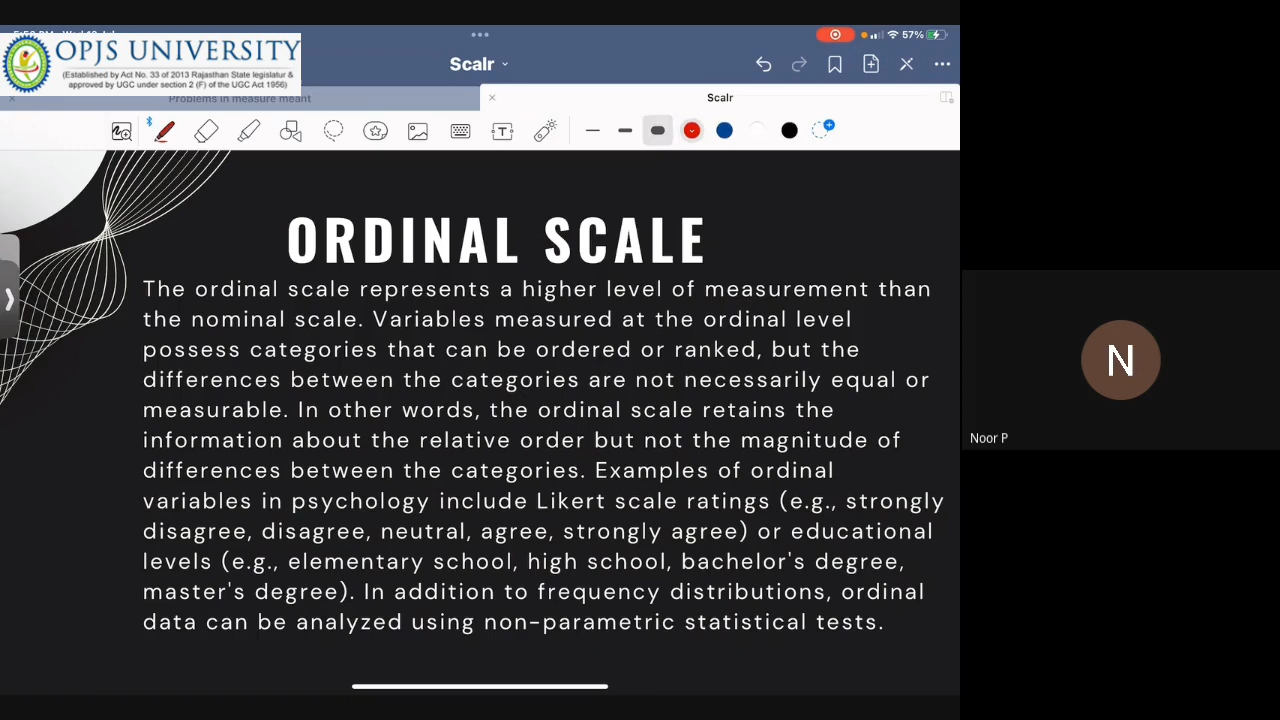 OPJS UNIVERSITY
(Established by Act No. 33 of 2013 Rajasthan State legislatur &
approved by UGC under section 2 (F) of the UGC Act 1956)
57%
Scalr
Problems in measure meant
Scalr
T
ORDINAL SCALE
The ordinal scale represents a higher level of measurement than
the nominal scale. Variables measured at the ordinal level
possess categories that can be ordered or ranked, but the
differences between the categories are not necessarily equal or
measurable. In other words, the ordinal scale retains the
information about the relative order but not the magnitude of
differences between the categories. Examples of ordinal
variables in psychology include Likert scale ratings (e.g., strongly
disagree, disagree, neutral, agree, strongly agree) or educational
levels (e.g., elementary school, high school, bachelor's degree,
master's degree). In addition to frequency distributions, ordinal
data can be analyzed using non-parametric statistical tests.
N
Noor P